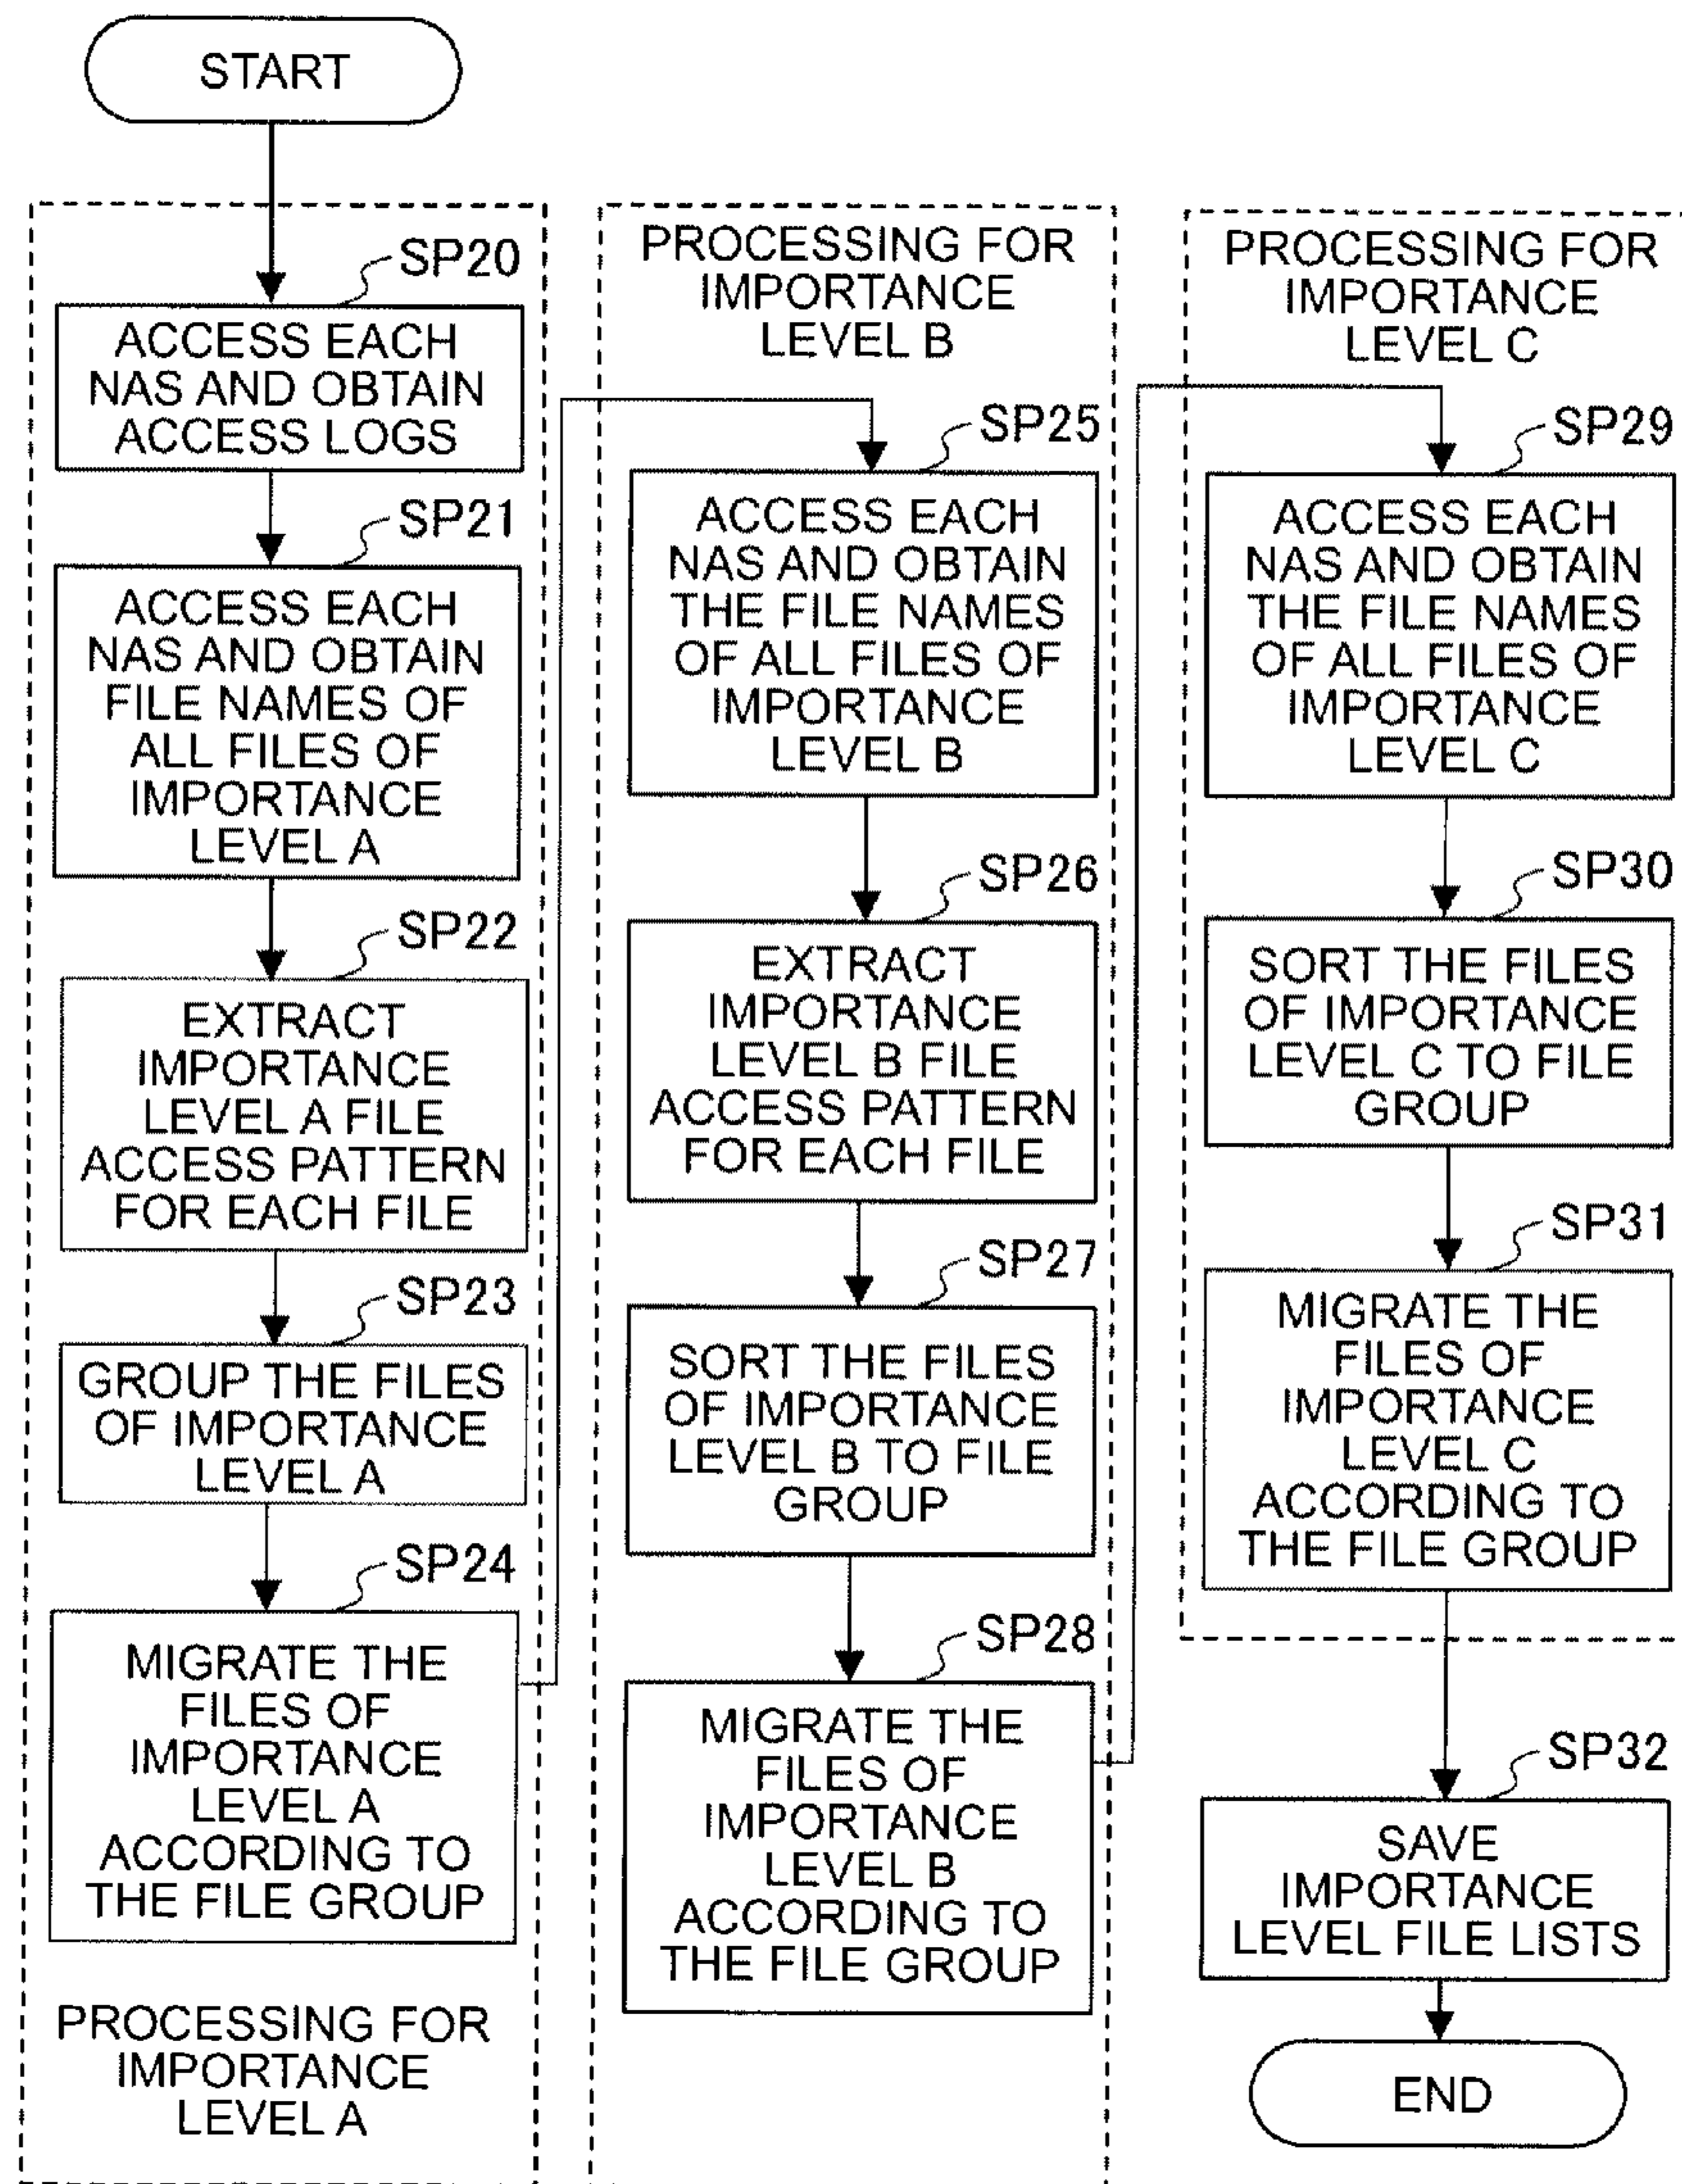 START
SP20
ACCESS EACH
NAS AND OBTAIN
ACCESS LOGS
SP21
ACCESS EACH
NAS AND OBTAIN
FILE NAMES OF
ALL FILES OF
IMPORTANCE
LEVEL A
SP22
EXTRACT
IMPORTANCE
LEVEL A FILE
ACCESS PATTERN
FOR EACH FILE
SP23
GROUP THE FILES
OF IMPORTANCE
LEVEL A
SP24
MIGRATE THE
FILES OF
IMPORTANCE
LEVEL A
ACCORDING TO
THE FILE GROUP
PROCESSING FOR
IMPORTANCE
LEVEL A
PROCESSING FOR
IMPORTANCE
LEVEL B
SP25
ACCESS EACH
NAS AND OBTAIN
THE FILE NAMES
OF ALL FILES OF
IMPORTANCE
LEVEL B
SP26
EXTRACT
IMPORTANCE
LEVEL B FILE
ACCESS PATTERN
FOR EACH FILE
SP27
SORT THE FILES
OF IMPORTANCE
LEVEL B TO FILE
GROUP
SP28
MIGRATE THE
FILES OF
IMPORTANCE
LEVEL B
ACCORDING TO
THE FILE GROUP
PROCESSING FOR
IMPORTANCE
LEVEL C
SP29
ACCESS EACH
NAS AND OBTAIN
THE FILE NAMES
OF ALL FILES OF
IMPORTANCE
LEVEL C
SP30
SORT THE FILES
OF IMPORTANCE
LEVEL C TO FILE
GROUP
SP31
MIGRATE THE
FILES OF
IMPORTANCE
LEVEL C
ACCORDING TO
THE FILE GROUP
SP32
SAVE
IMPORTANCE
LEVEL FILE LISTS
END